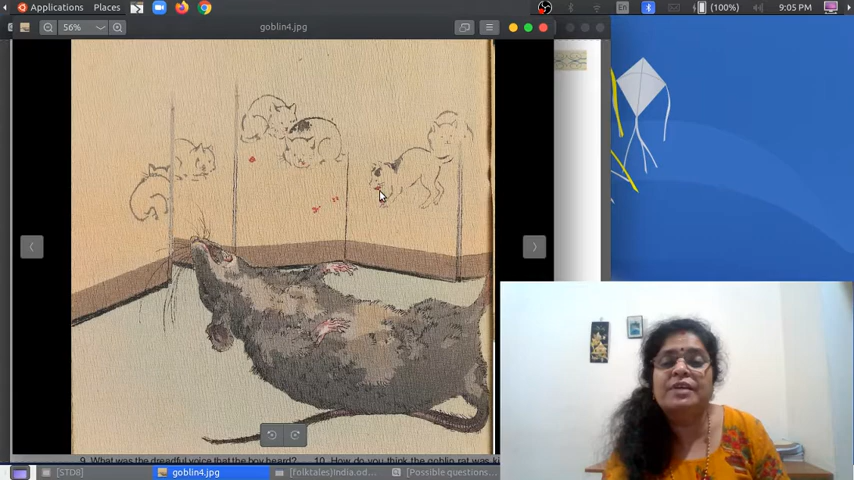 Applications Places En (100%) 9:05 PM
56% goblin4.jpg
9. What was the dreadful voice that the boy heard? 10. How do you think the goblin rat was
[STD8] goblin4.jpg [folktales]India.od... [Possible questions...